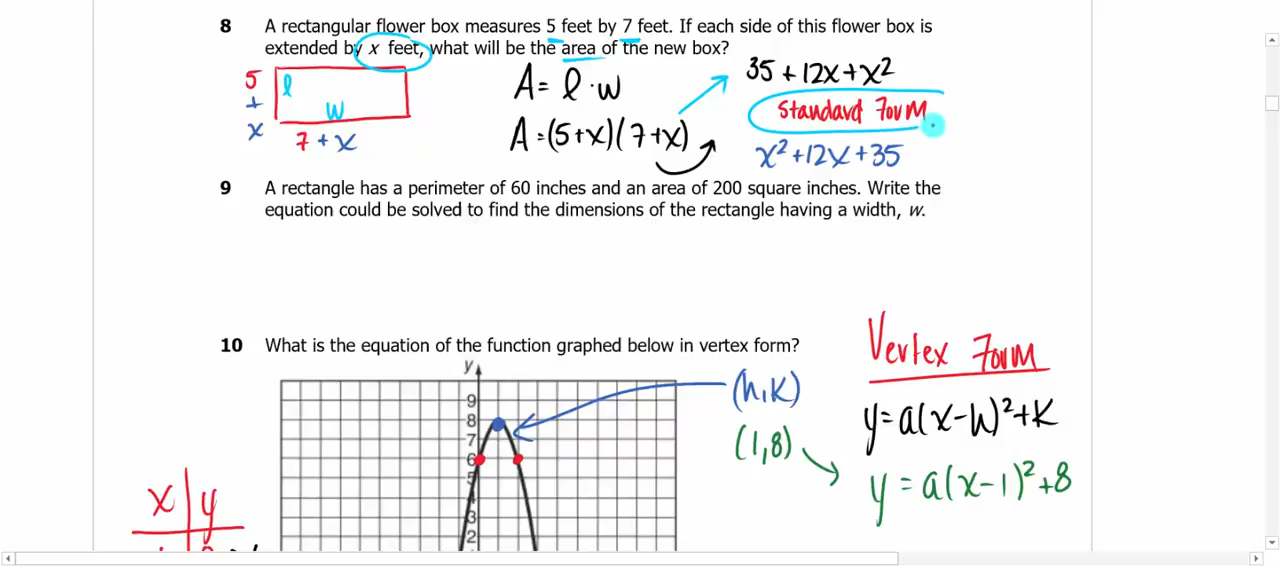 8 A rectangular flower box measures 5 feet by 7 feet. If each side of this flower box is
extended by x feet, what will be the area of the new box?
5
+
x
l
w
7 + x
A = l · w
A = (5+x)(7+x)
35 + 12x + x²
Standard Form
x² + 12x + 35
9 A rectangle has a perimeter of 60 inches and an area of 200 square inches. Write the
equation could be solved to find the dimensions of the rectangle having a width, w.
10 What is the equation of the function graphed below in vertex form?
y
9
8
7
6
5
4
3
2
(h,k)
(1,8)
Vertex Form
y = a(x-h)² + k
y = a(x-1)² + 8
x | y